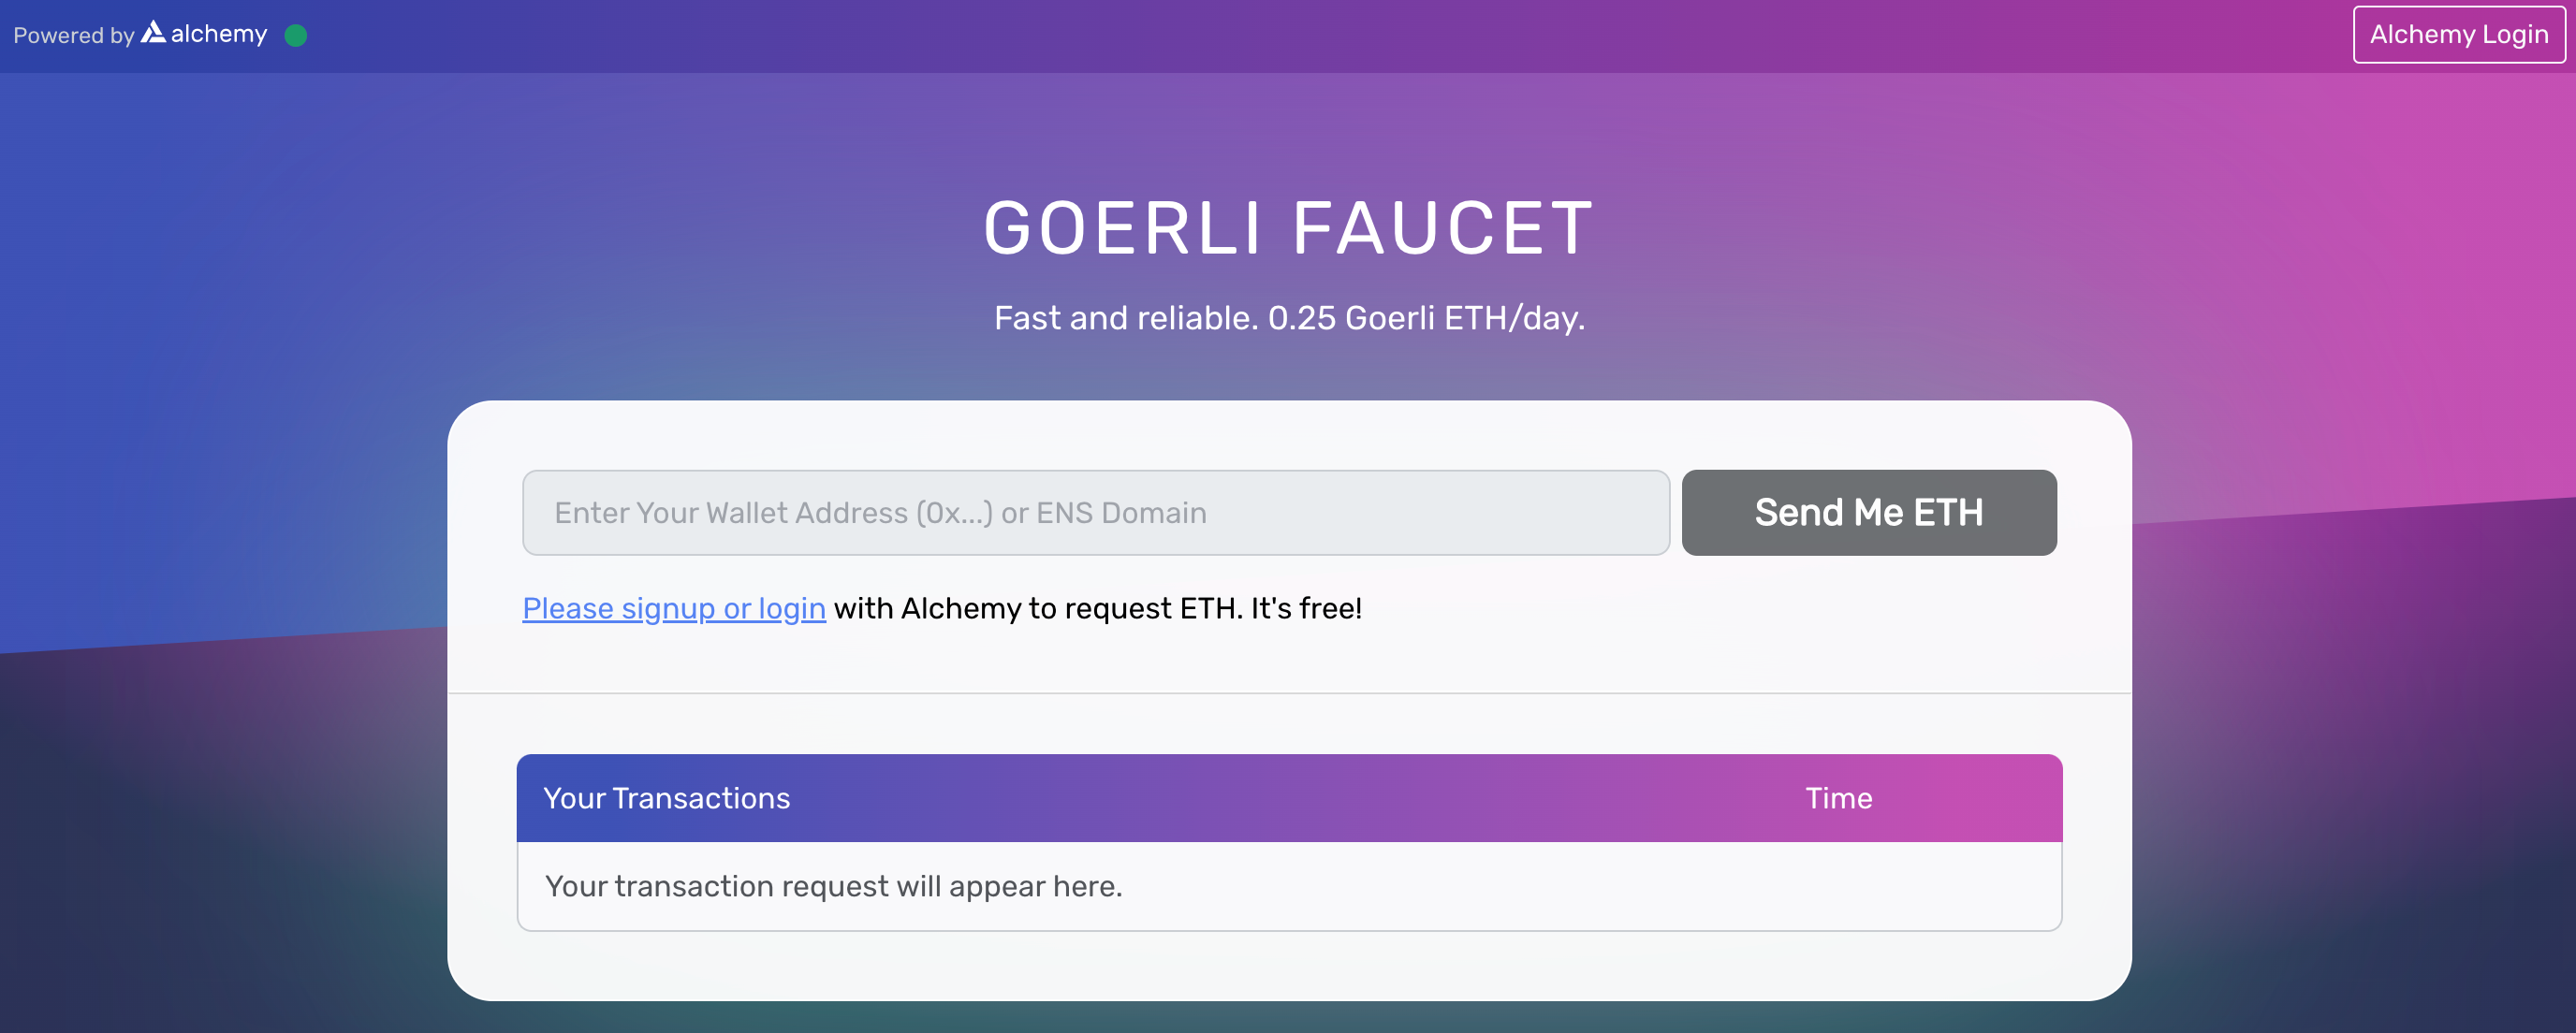 Powered by alchemy
Alchemy Login
GOERLI FAUCET
Fast and reliable. 0.25 Goerli ETH/day.
Enter Your Wallet Address (0x...) or ENS Domain
Send Me ETH
Please signup or login with Alchemy to request ETH. It's free!
Your Transactions
Time
Your transaction request will appear here.